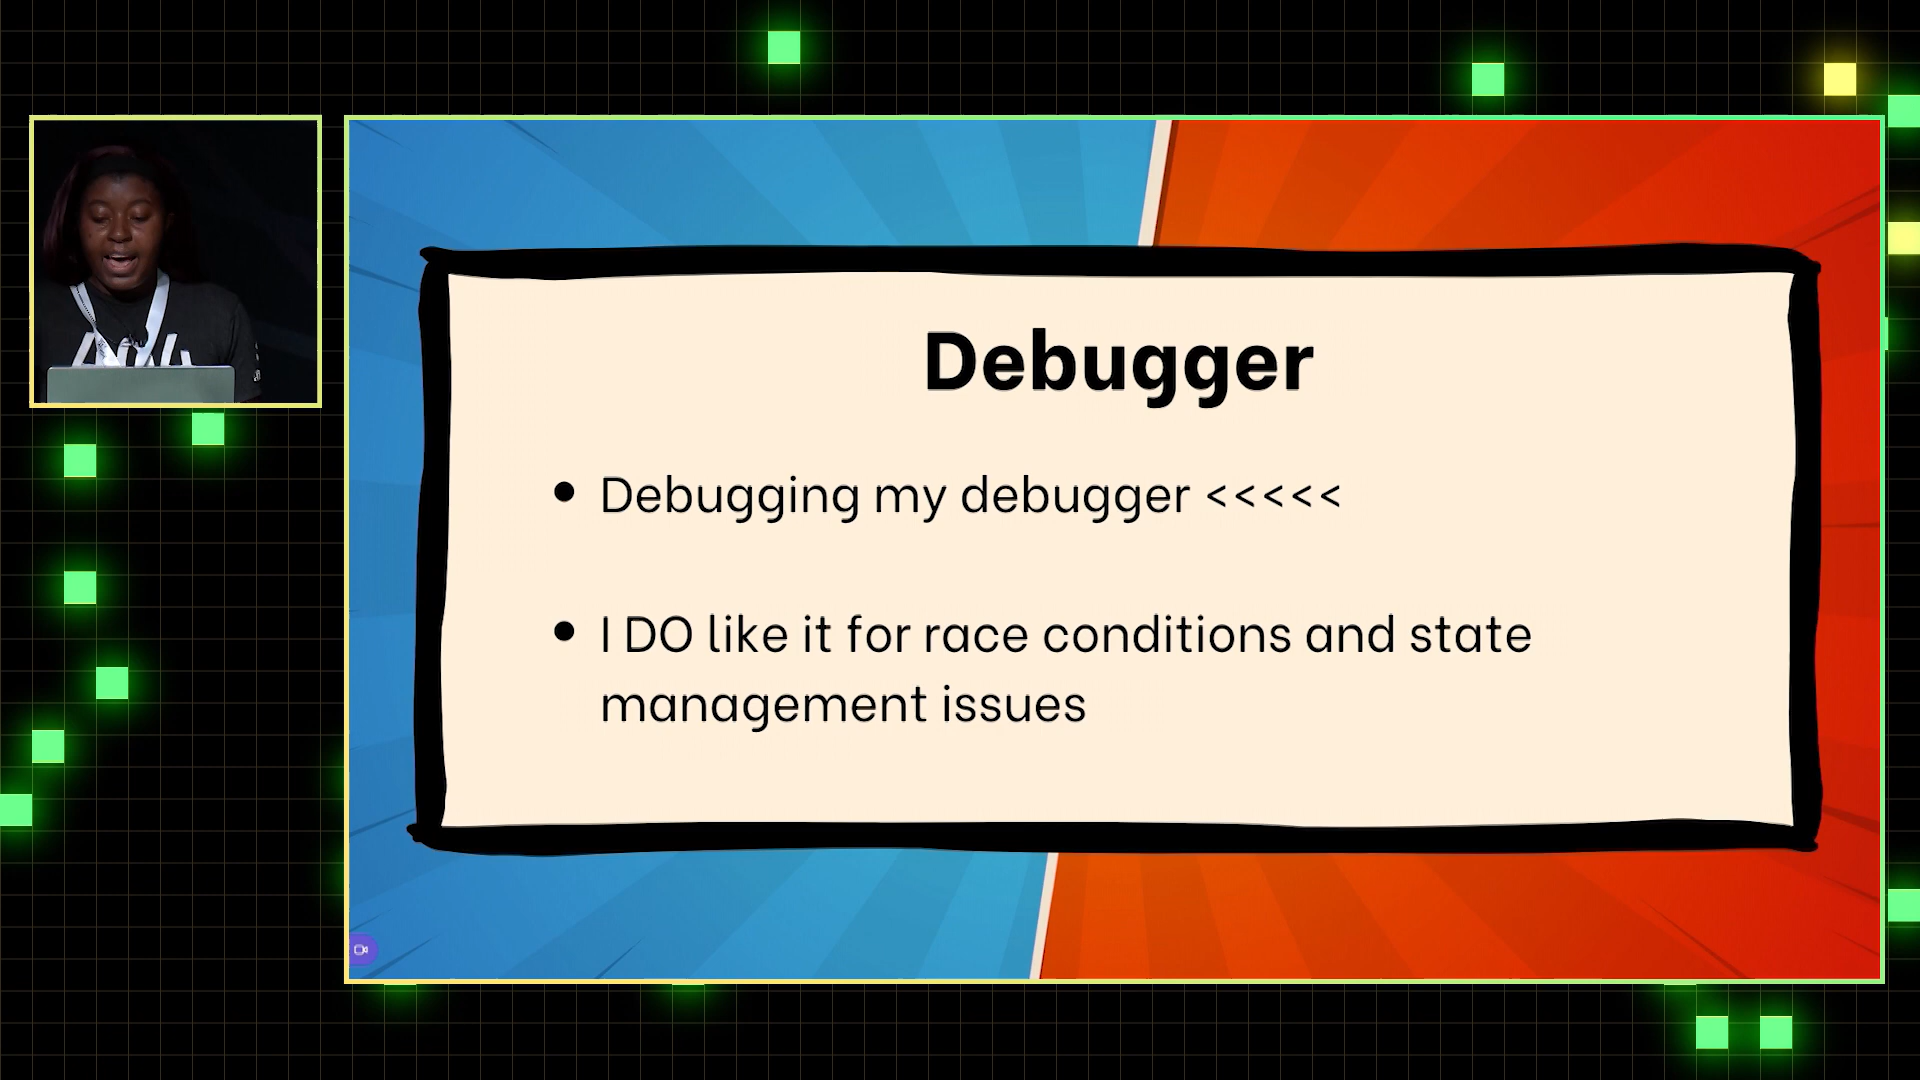 Debugger
• Debugging my debugger <<<<<
• I DO like it for race conditions and state
management issues